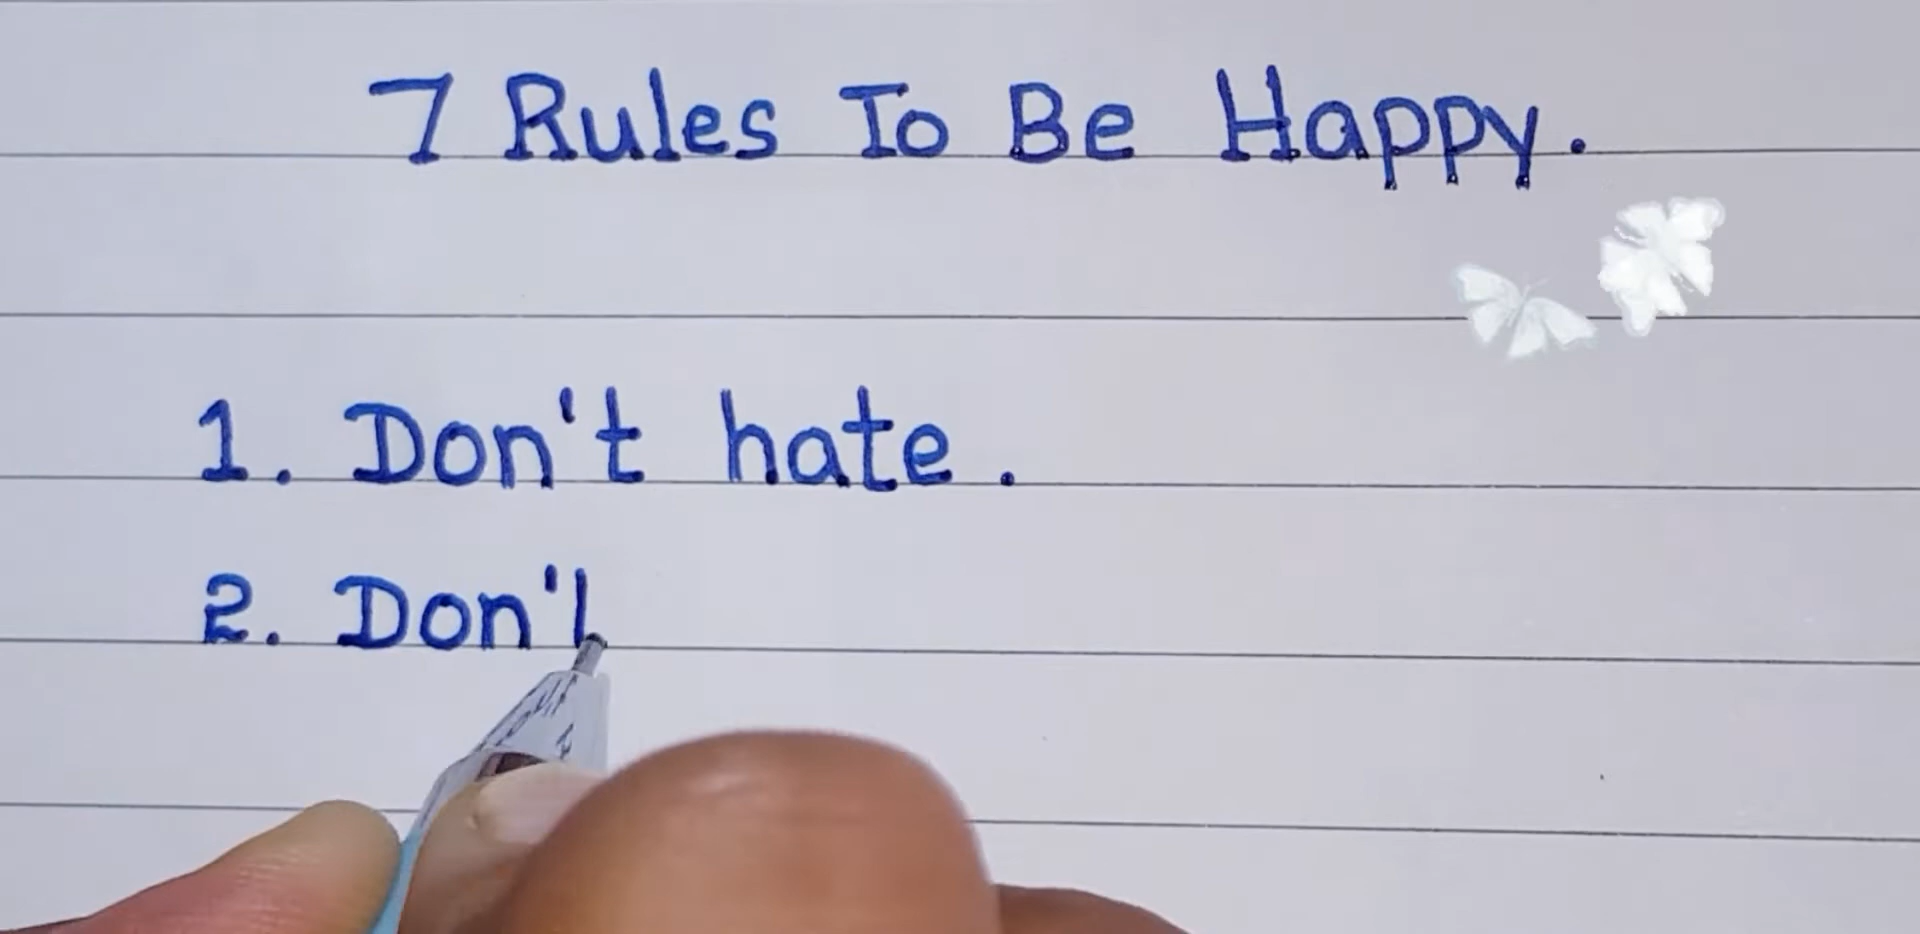 7 Rules To Be Happy.
1. Don't hate.
2. Don'